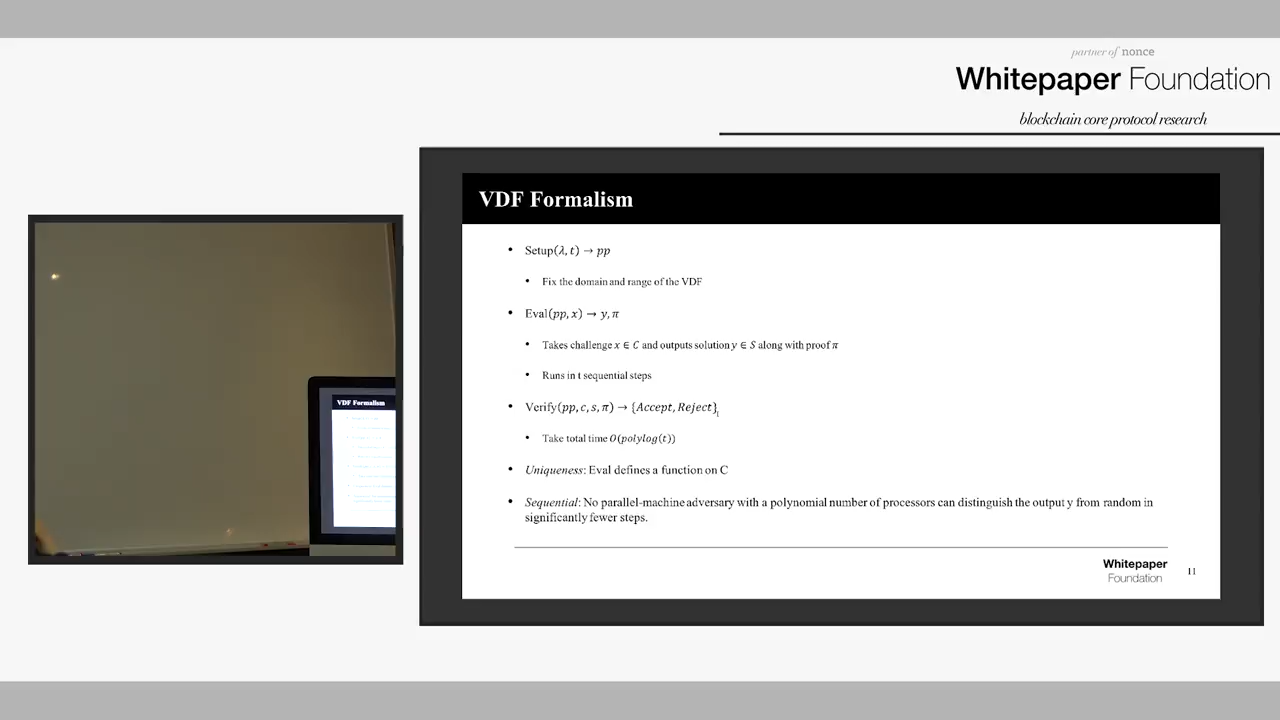 partner of nonce
Whitepaper Foundation
blockchain core protocol research
VDF Formalism
• Setup(λ, t) → pp
• Fix the domain and range of the VDF
• Eval(pp, x) → y, π
• Takes challenge x ∈ C and outputs solution y ∈ S along with proof π
• Runs in t sequential steps
• Verify(pp, c, s, π) → {Accept, Reject}
• Take total time O(polylog(t))
• Uniqueness: Eval defines a function on C
• Sequential: No parallel-machine adversary with a polynomial number of processors can distinguish the output y from random in
significantly fewer steps.
Whitepaper
Foundation
11
VDF Formalism